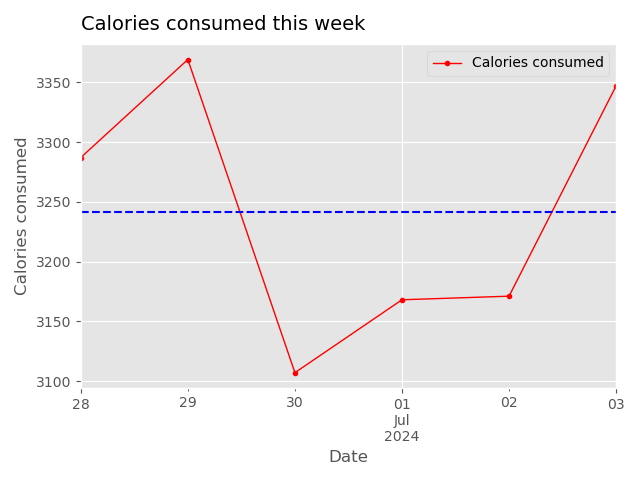 Calories consumed this week
Calories consumed
3350
3300
3250
3200
3150
3100
Calories consumed
28
29
30
01
02
03
Jul
2024
Date